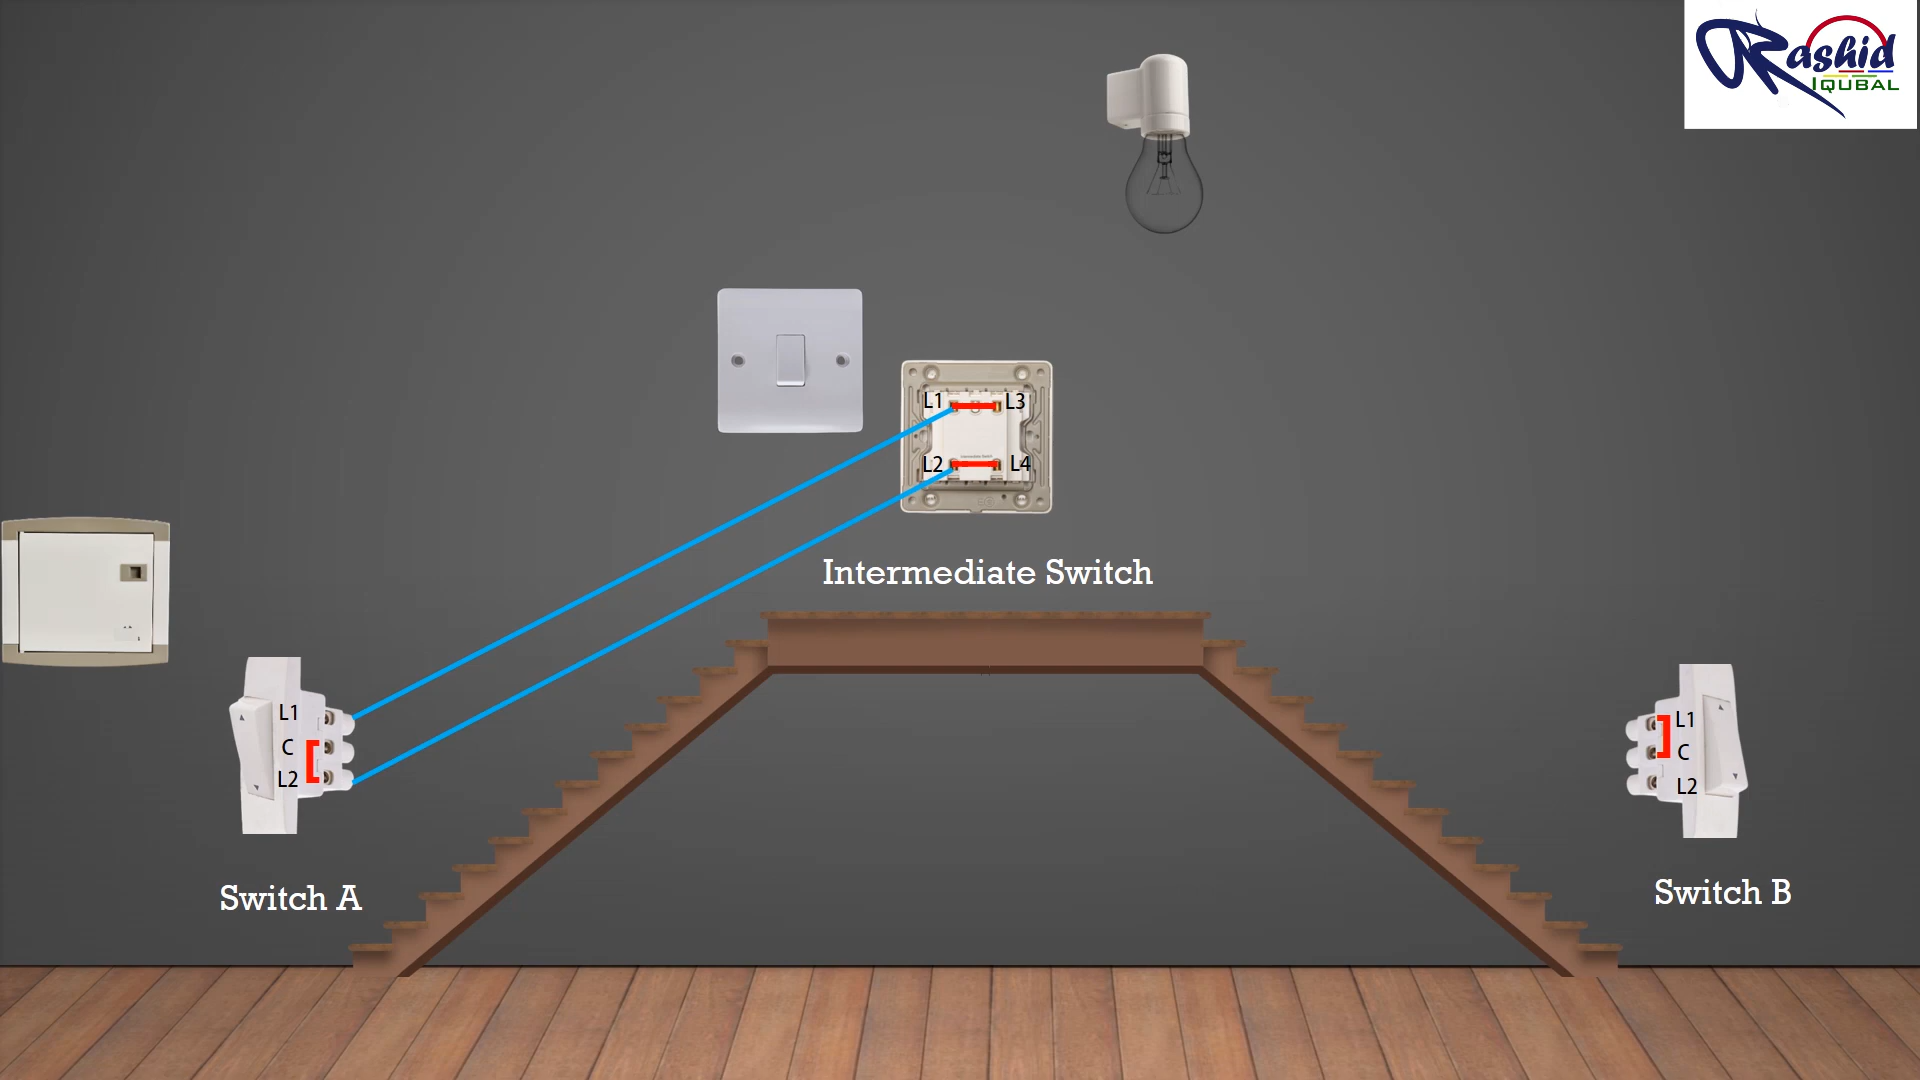 Rashid
IQUBAL
L1 L3
L2 L4
Intermediate Switch
L1
C
L2
Switch A
L1
C
L2
Switch B